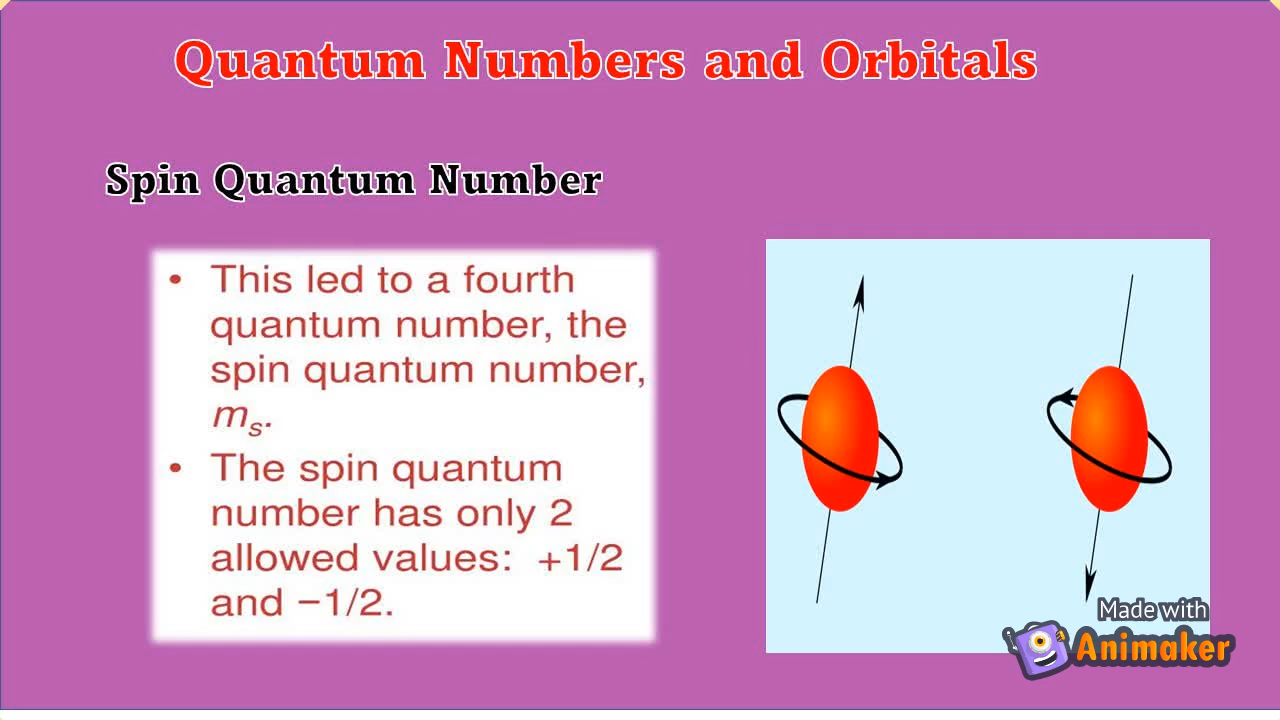 Quantum Numbers and Orbitals
Spin Quantum Number
• This led to a fourth
quantum number, the
spin quantum number,
ms.
• The spin quantum
number has only 2
allowed values:  +1/2
and −1/2.
Made with
Animaker